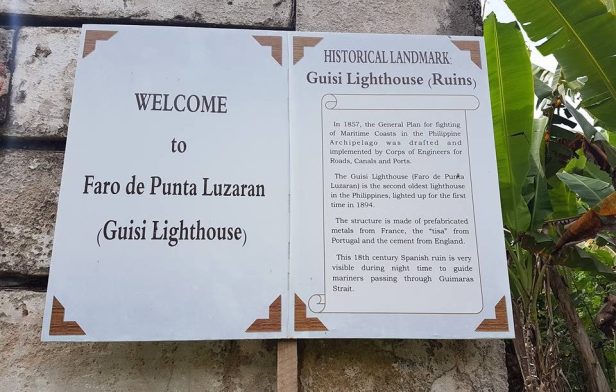 WELCOME
to
Faro de Punta Luzaran
(Guisi Lighthouse)
HISTORICAL LANDMARK:
Guisi Lighthouse (Ruins)
In 1857, the General Plan for fighting
of Maritime Coasts in the Philippine
Archipelago was drafted and
implemented by Corps of Engineers for
Roads, Canals and Ports.
The Guisi Lighthouse (Faro de Punta
Luzaran) is the second oldest lighthouse
in the Philippines, lighted up for the first
time in 1894.
The structure is made of prefabricated
metals from France, the "tisa" from
Portugal and the cement from England.
This 18th century Spanish ruin is very
visible during night time to guide
mariners passing through Guimaras
Strait.